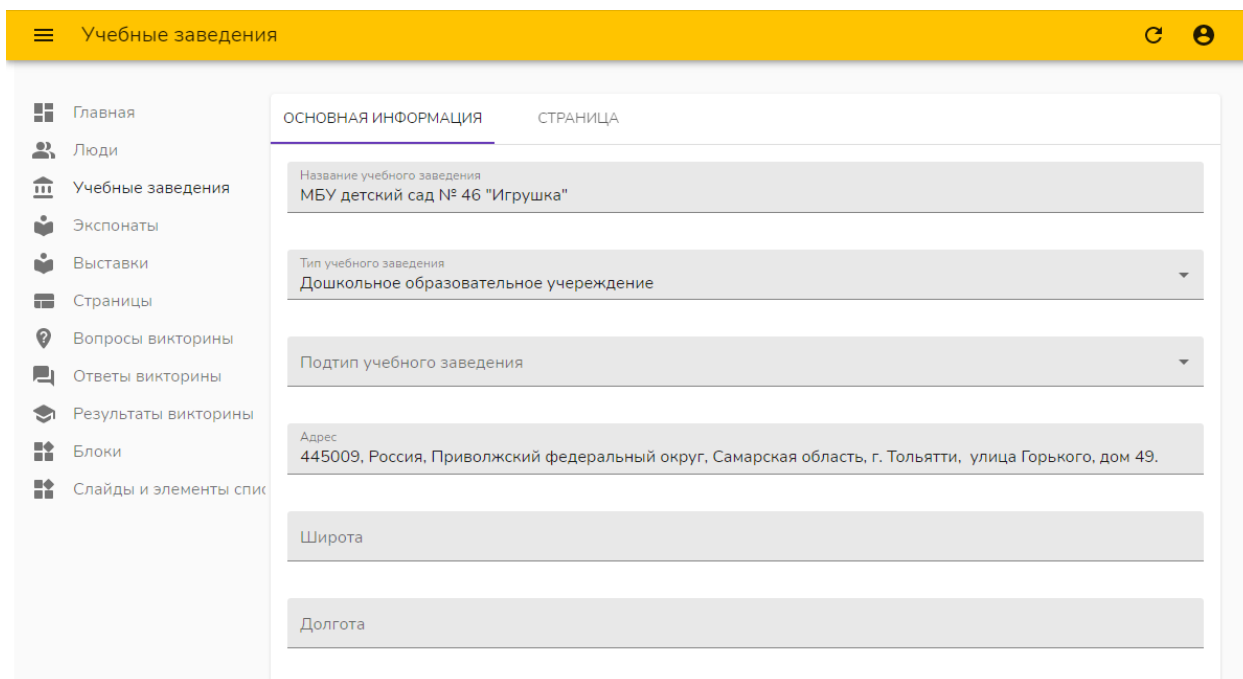 Учебные заведения
Главная
Люди
Учебные заведения
Экспонаты
Выставки
Страницы
Вопросы викторины
Ответы викторины
Результаты викторины
Блоки
Слайды и элементы спис
ОСНОВНАЯ ИНФОРМАЦИЯ СТРАНИЦА
Название учебного заведения
МБУ детский сад № 46 "Игрушка"
Тип учебного заведения
Дошкольное образовательное учереждение
Подтип учебного заведения
Адрес
445009, Россия, Приволжский федеральный округ, Самарская область, г. Тольятти, улица Горького, дом 49.
Широта
Долгота